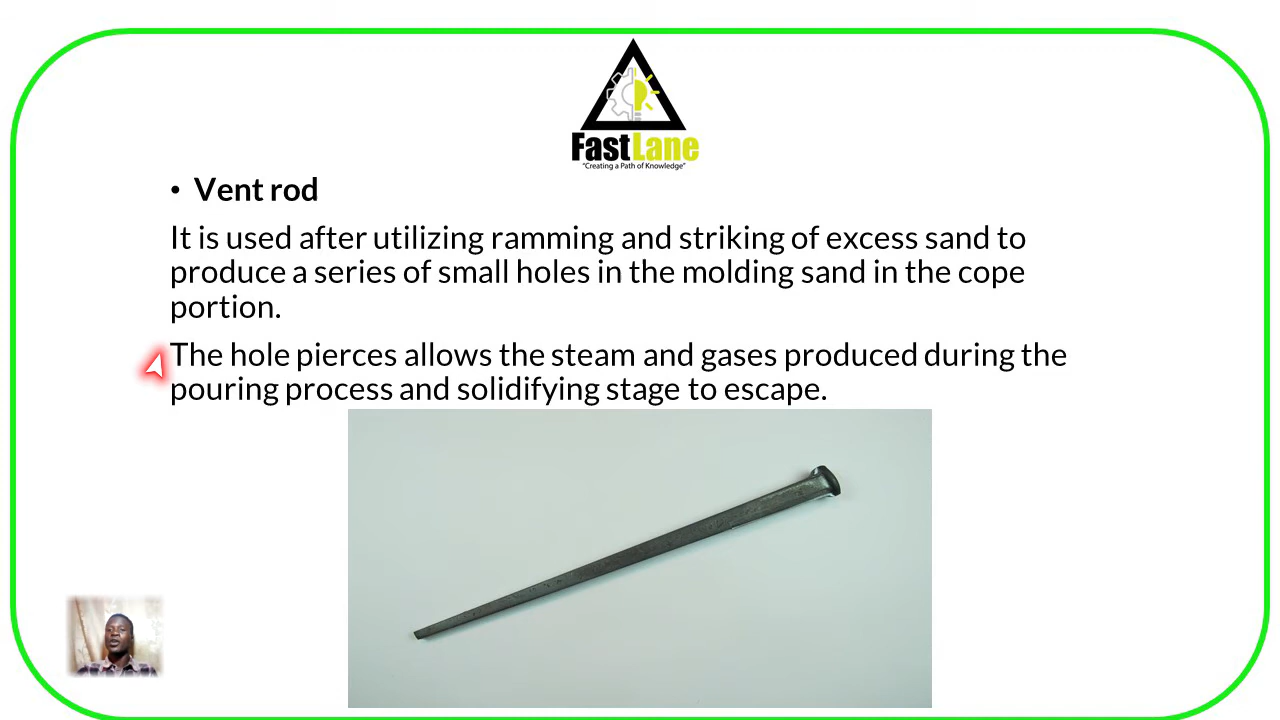 FastLane
"Creating a Path of Knowledge"
• Vent rod
It is used after utilizing ramming and striking of excess sand to
produce a series of small holes in the molding sand in the cope
portion.
The hole pierces allows the steam and gases produced during the
pouring process and solidifying stage to escape.